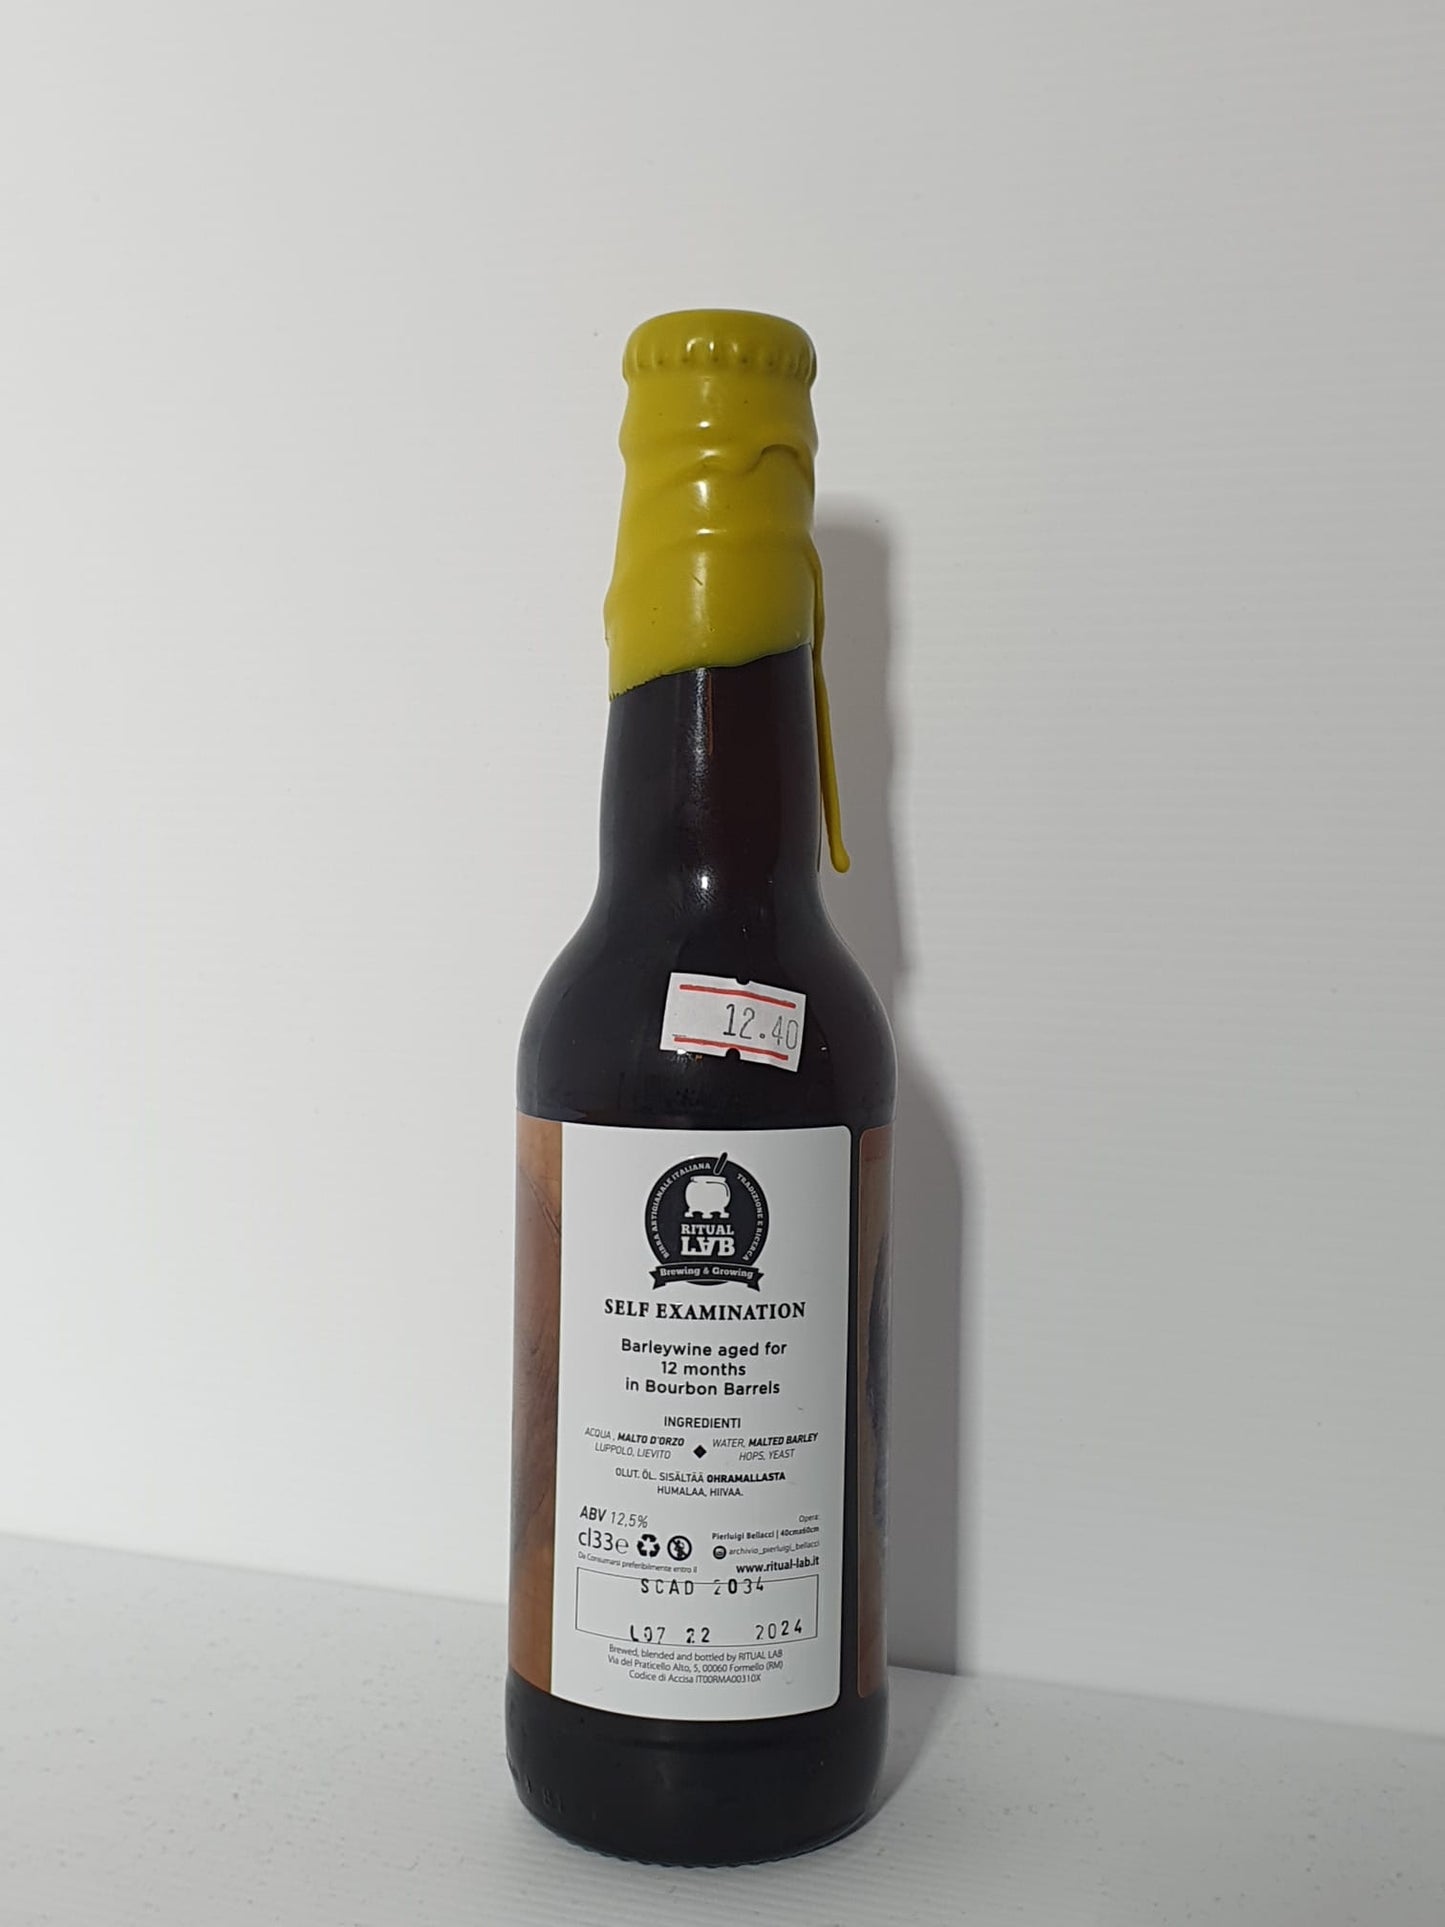 12.40
BIRRA ARTIGIANALE ITALIANA TRADIZIONE E RICERCA
RITUAL
LAB
Brewing & Growing
SELF EXAMINATION
Barleywine aged for
12 months
in Bourbon Barrels
INGREDIENTI
ACQUA, MALTO D'ORZO
LUPPOLO, LIEVITO
WATER, MALTED BARLEY
HOPS, YEAST
OLUT. ÖL. SISÄLTÄÄ OHRAMALLASTA
HUMALAA, HIIVAA.
ABV 12,5%
cl33e
Da Consumarsi preferibilmente entro il
Opera:
Pierluigi Bellacci | 40cmx60cm
archivio_pierluigi_bellacci
www.ritual-lab.it
SCAD 2034
L07 22 2024
Brewed, blended and bottled by RITUAL LAB
Via del Praticello Alto, 5, 00060 Formello (RM)
Codice di Accisa IT00RMA00310X